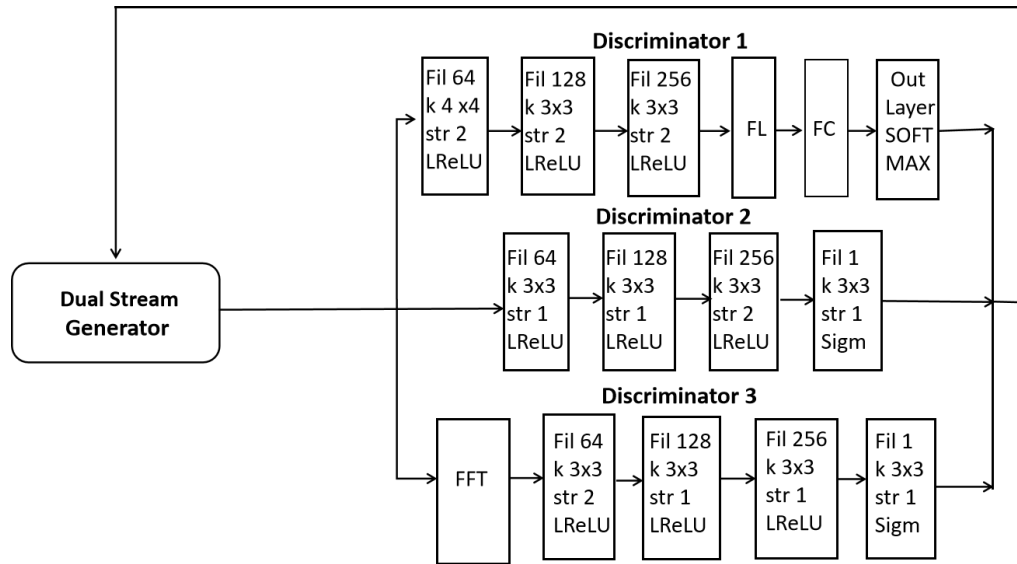 Discriminator 1
Fil 64
k 4 x4
str 2
LReLU
Fil 128
k 3x3
str 2
LReLU
Fil 256
k 3x3
str 2
LReLU
FL
FC
Out
Layer
SOFT
MAX
Discriminator 2
Dual Stream
Generator
Fil 64
k 3x3
str 1
LReLU
Fil 128
k 3x3
str 1
LReLU
Fil 256
k 3x3
str 2
LReLU
Fil 1
k 3x3
str 1
Sigm
Discriminator 3
FFT
Fil 64
k 3x3
str 2
LReLU
Fil 128
k 3x3
str 1
LReLU
Fil 256
k 3x3
str 1
LReLU
Fil 1
k 3x3
str 1
Sigm